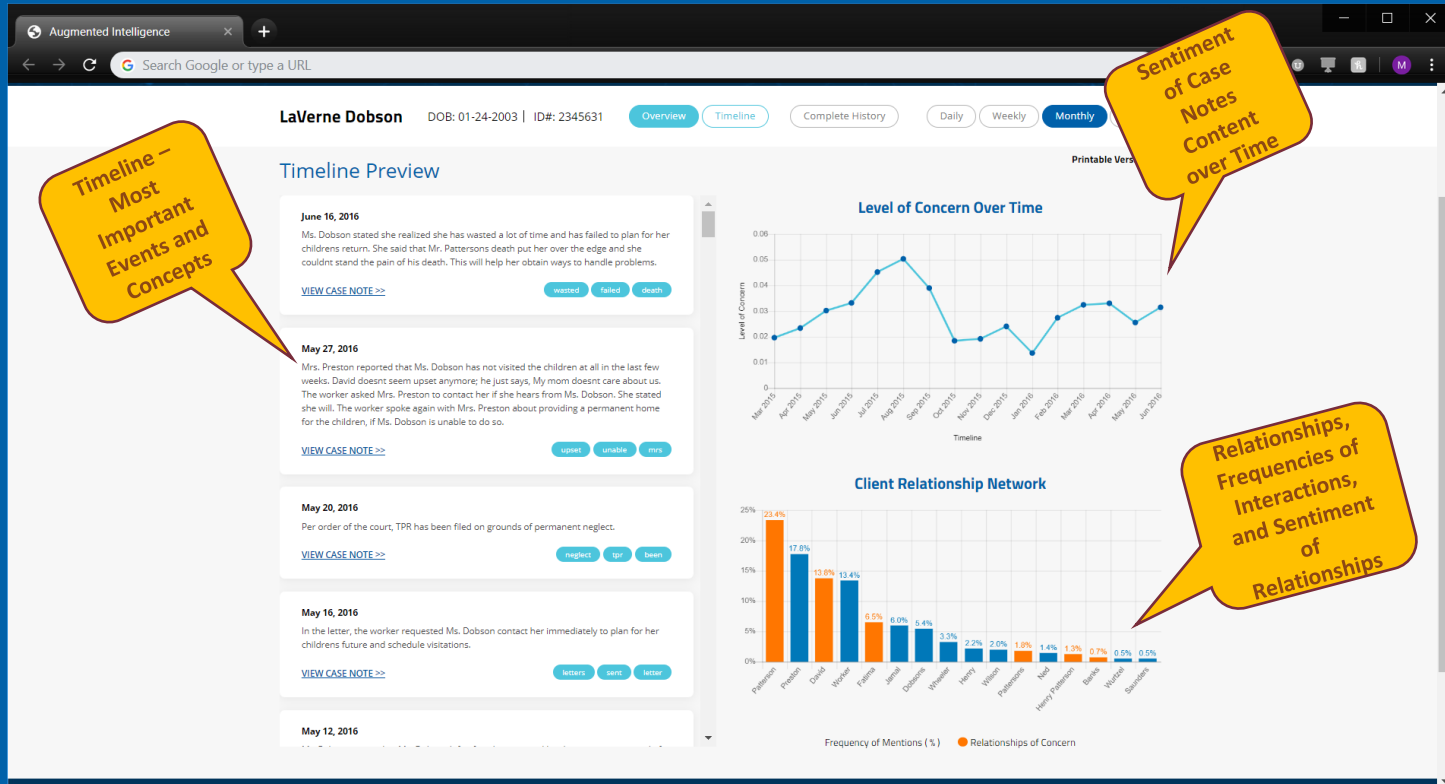 Augmented Intelligence
Search Google or type a URL
M
LaVerne Dobson
DOB: 01-24-2003 | ID#: 2345631
Overview
Timeline
Complete History
Daily
Weekly
Monthly
Sentiment
of Case
Notes
Content
over Time
Timeline –
Most
Important
Events and
Concepts
Timeline Preview
Printable Vers
June 16, 2016
Ms. Dobson stated she realized she has wasted a lot of time and has failed to plan for her
childrens return. She said that Mr. Pattersons death put her over the edge and she
couldnt stand the pain of his death. This will help her obtain ways to handle problems.
VIEW CASE NOTE >>
wasted
failed
death
May 27, 2016
Mrs. Preston reported that Ms. Dobson has not visited the children at all in the last few
weeks. David doesnt seem upset anymore; he just says, My mom doesnt care about us.
The worker asked Mrs. Preston to contact her if she hears from Ms. Dobson. She stated
she will. The worker spoke again with Mrs. Preston about providing a permanent home
for the children, if Ms. Dobson is unable to do so.
VIEW CASE NOTE >>
upset
unable
mrs
May 20, 2016
Per order of the court, TPR has been filed on grounds of permanent neglect.
VIEW CASE NOTE >>
neglect
tpr
been
May 16, 2016
In the letter, the worker requested Ms. Dobson contact her immediately to plan for her
childrens future and schedule visitations.
VIEW CASE NOTE >>
letters
sent
letter
May 12, 2016
Level of Concern Over Time
0.06
0.05
0.04
0.03
0.02
0.01
0
Level of Concern
Mar 2015
Apr 2015
May 2015
Jun 2015
Jul 2015
Aug 2015
Sep 2015
Oct 2015
Nov 2015
Dec 2015
Jan 2016
Feb 2016
Mar 2016
Apr 2016
May 2016
Jun 2016
Timeline
Relationships,
Frequencies of
Interactions,
and Sentiment
of
Relationships
Client Relationship Network
25%
20%
15%
10%
5%
0%
23.4%
17.8%
13.8%
13.4%
6.5%
6.0%
5.4%
3.3%
2.2%
2.0%
1.8%
1.4%
1.3%
0.7%
0.5%
0.5%
Patterson
Preston
David
Worker
Fatima
Jamal
Dobsons
Wheeler
Henry
Wilson
Pattersons
Ned
Henry Patterson
Banks
Wurtzel
Saunders
Frequency of Mentions ( % )
Relationships of Concern